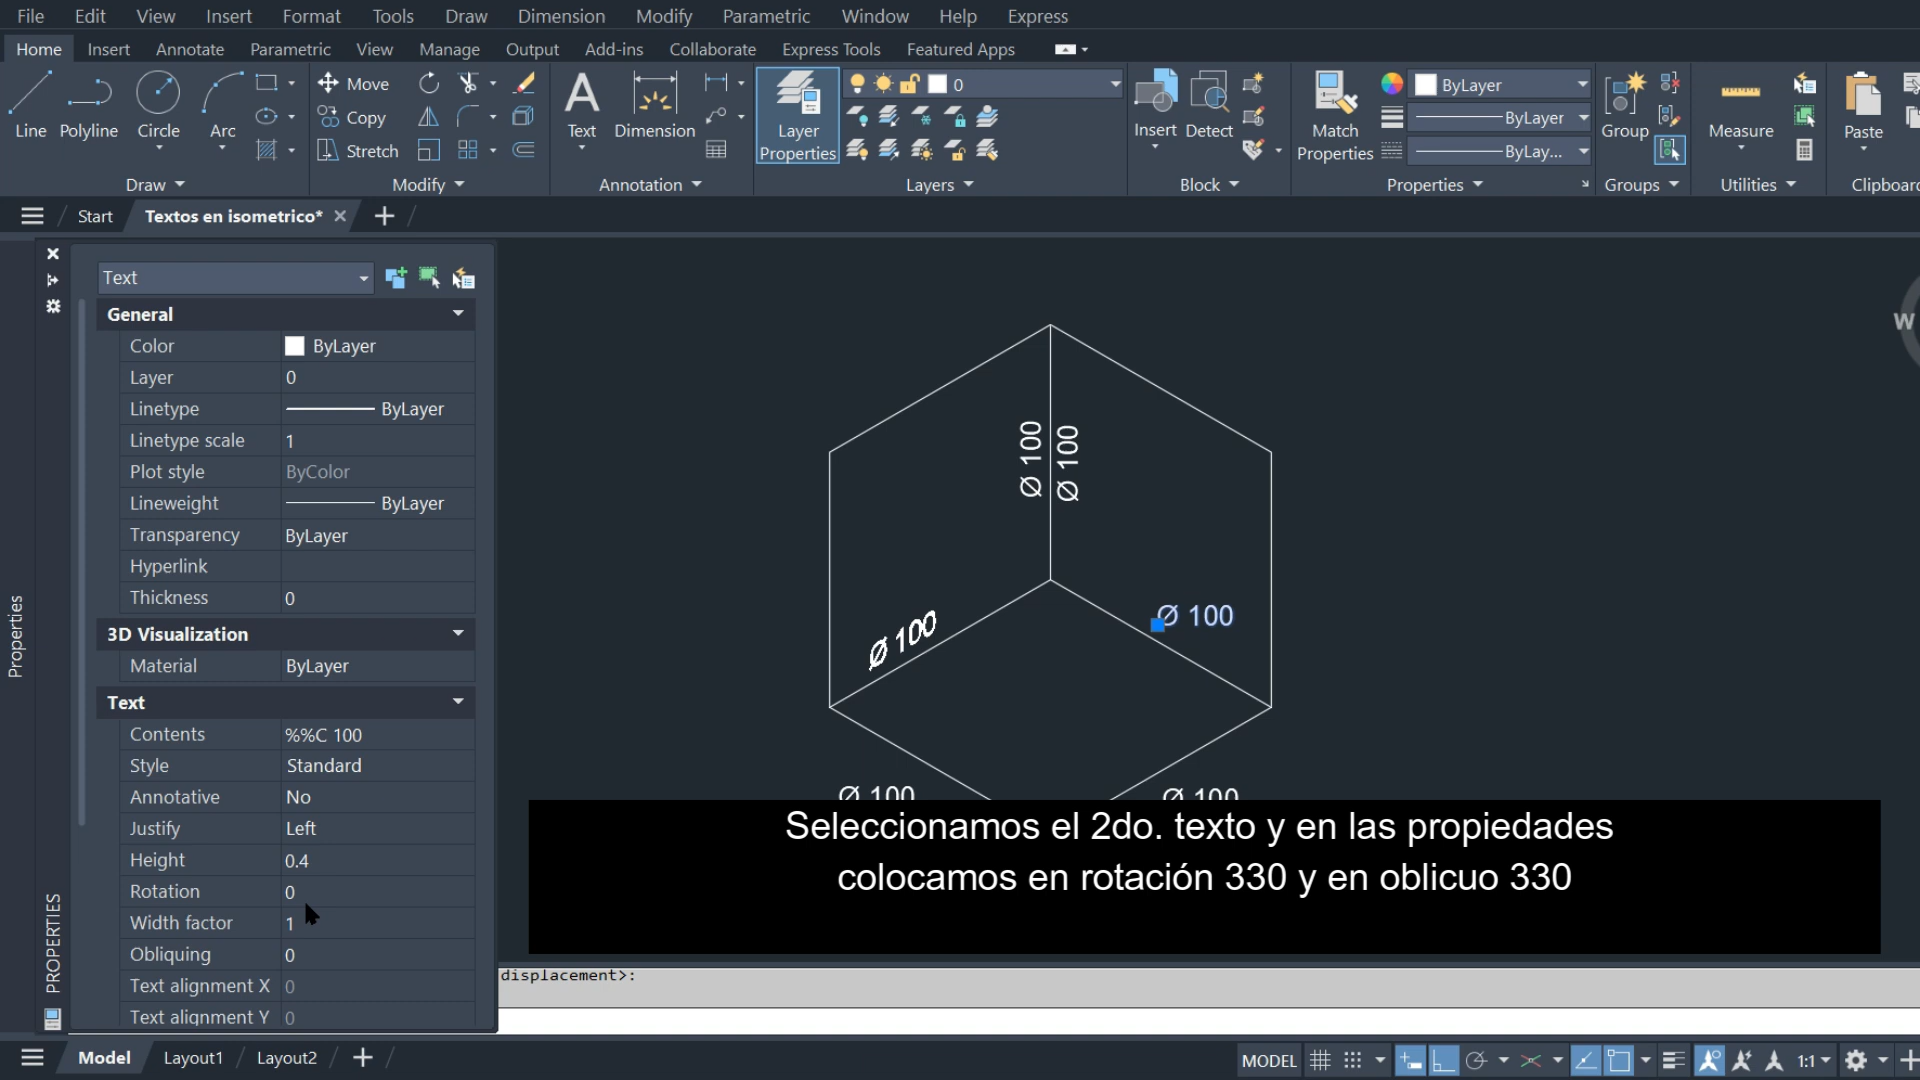 File Edit View Insert Format Tools Draw Dimension Modify Parametric Window Help Express
Home Insert Annotate Parametric View Manage Output Add-ins Collaborate Express Tools Featured Apps
Line Polyline Circle Arc
Move
Copy
Stretch
Text Dimension
Layer Properties
0
Insert Detect
Match Properties
ByLayer
ByLayer
ByLay...
Group
Measure
Paste
Draw Modify Annotation Layers Block Properties Groups Utilities Clipboar
Start Textos en isometrico*
Text
General
Color ByLayer
Layer 0
Linetype ByLayer
Linetype scale 1
Plot style ByColor
Lineweight ByLayer
Transparency ByLayer
Hyperlink
Thickness 0
3D Visualization
Material ByLayer
Text
Contents %%C 100
Style Standard
Annotative No
Justify Left
Height 0.4
Rotation 0
Width factor 1
Obliquing 0
Text alignment X 0
Text alignment Y 0
Properties
PROPERTIES
W
Ø 100
Ø 100
Ø 100
Ø 100
Ø 100
Ø 100
Seleccionamos el 2do. texto y en las propiedades
colocamos en rotación 330 y en oblicuo 330
displacement>:
Model Layout1 Layout2
MODEL 1:1